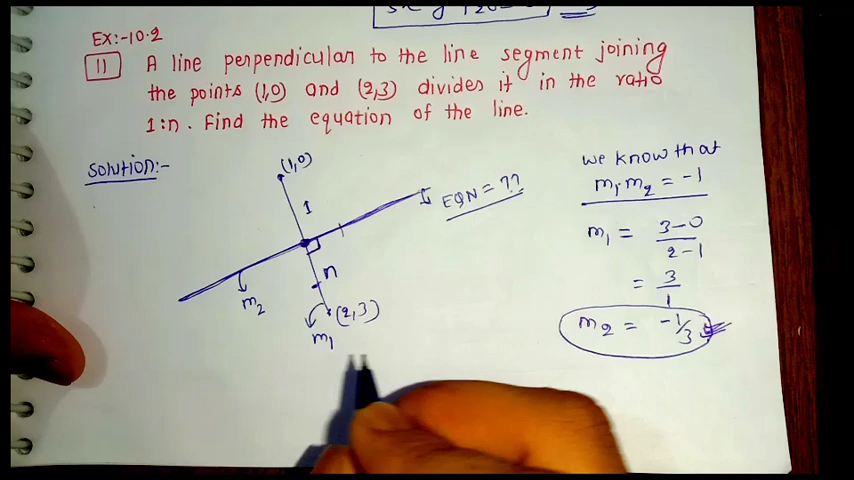 Ex:-10.2
11 A line perpendicular to the line segment joining
the points (1,0) and (2,3) divides it in the ratio
1:n. Find the equation of the line.
Solution:-
(1,0)
1
EQN = ??
n
m2
(2,3)
m1
we know that
m1 m2 = -1
m1 = 3-0
2-1
= 3
1
m2 = -1/3